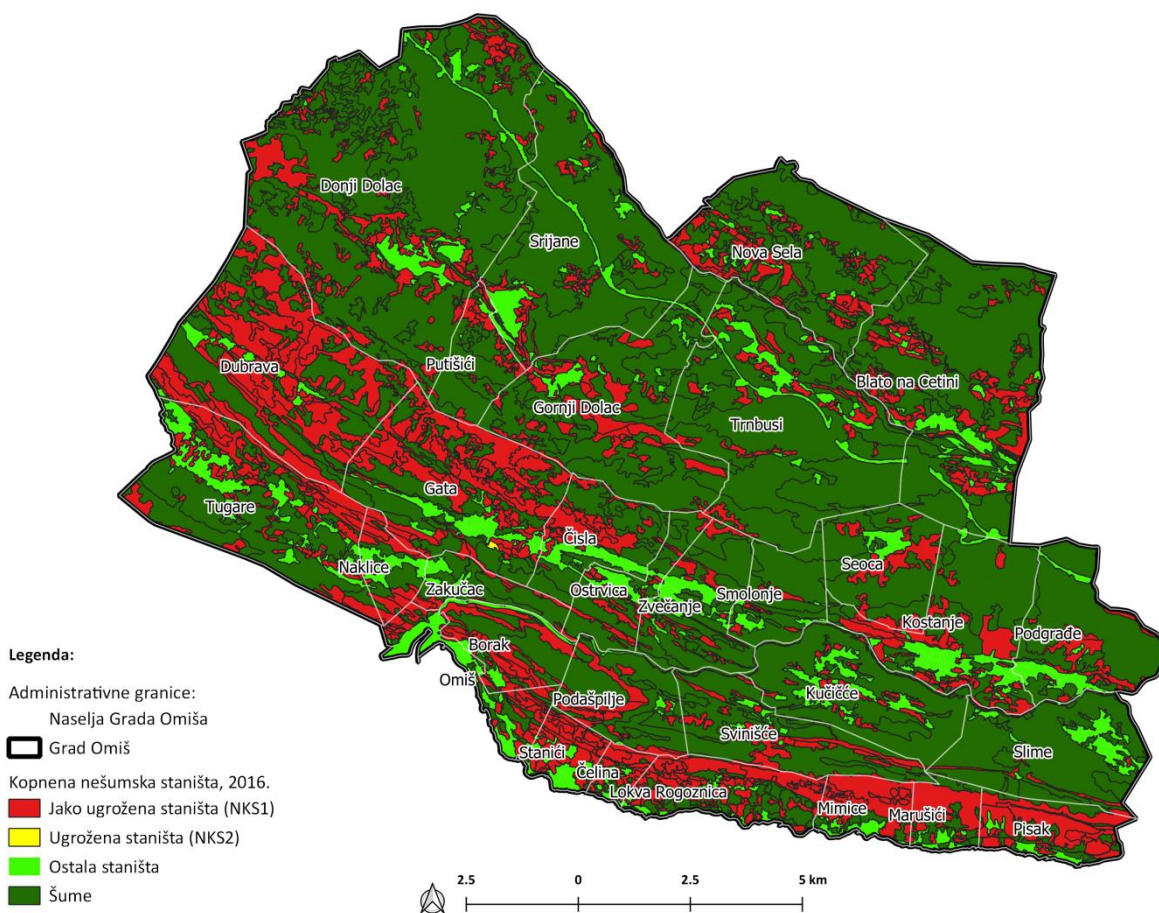 Donji Dolac
Srijane
Nova Sela
Dubrava
Putišići
Gornji Dolac
Blato na Cetini
Trnbusi
Tugare
Gata
Čisla
Naklice
Zakučac
Ostrvica
Zvečanje
Smolonje
Seoca
Kostanje
Podgrađe
Borak
Omiš
Podašpilje
Kučiće
Svinišće
Slime
Stanići
Čelina
Lokva Rogoznica
Mimice
Marušići
Pisak
Legenda:
Administrativne granice:
Naselja Grada Omiša
Grad Omiš
Kopnena nešumska staništa, 2016.
Jako ugrožena staništa (NKS1)
Ugrožena staništa (NKS2)
Ostala staništa
Šume
2.5 0 2.5 5 km